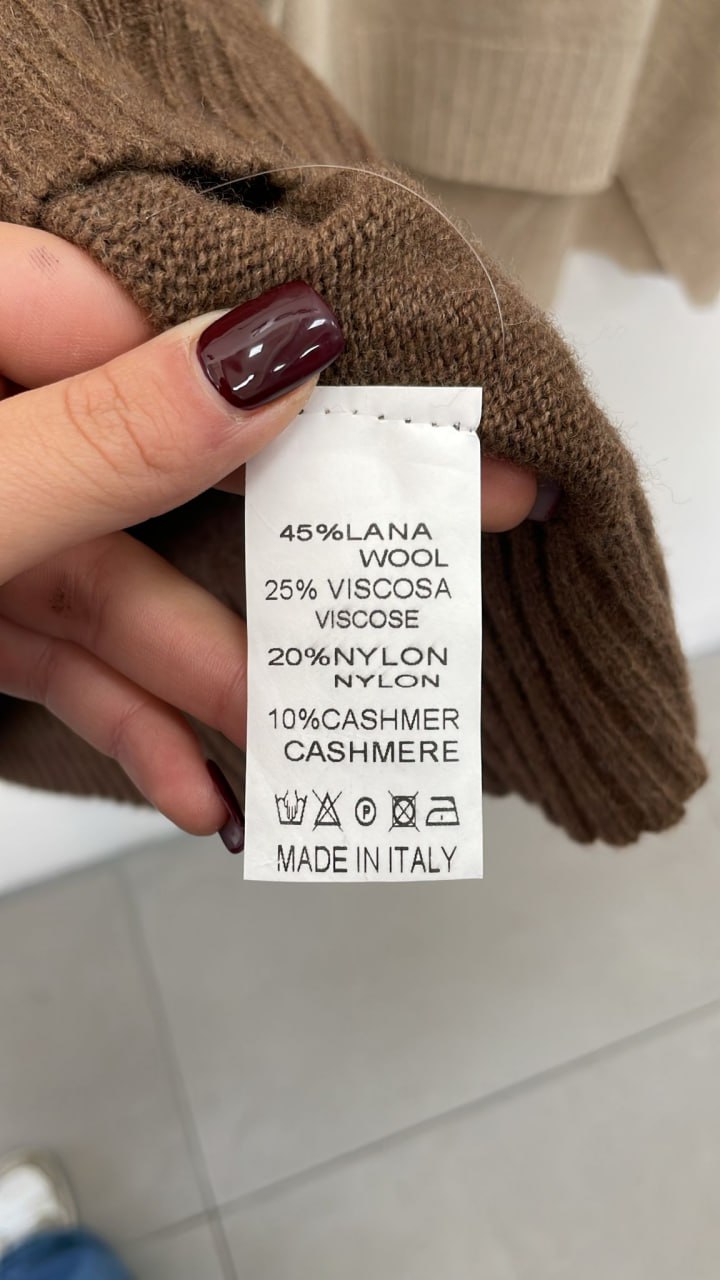 45%LANA
WOOL
25% VISCOSA
VISCOSE
20%NYLON
NYLON
10%CASHMER
CASHMERE
P
MADE IN ITALY